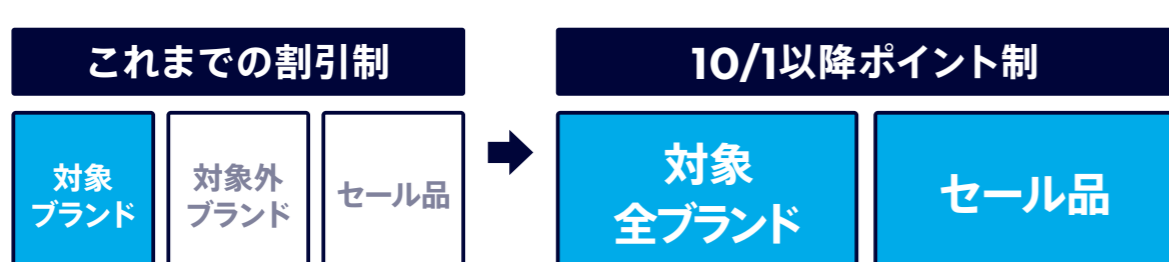 これまでの割引制
対象
ブランド
対象外
ブランド
セール品
10/1以降ポイント制
対象
全ブランド
セール品